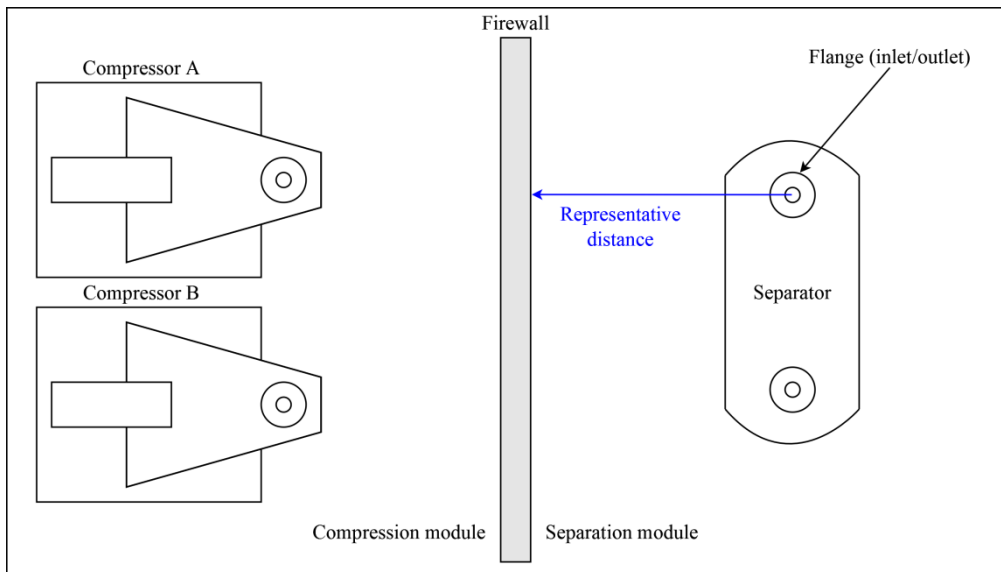 Firewall
Compressor A
Flange (inlet/outlet)
Representative
distance
Compressor B
Separator
Compression module
Separation module